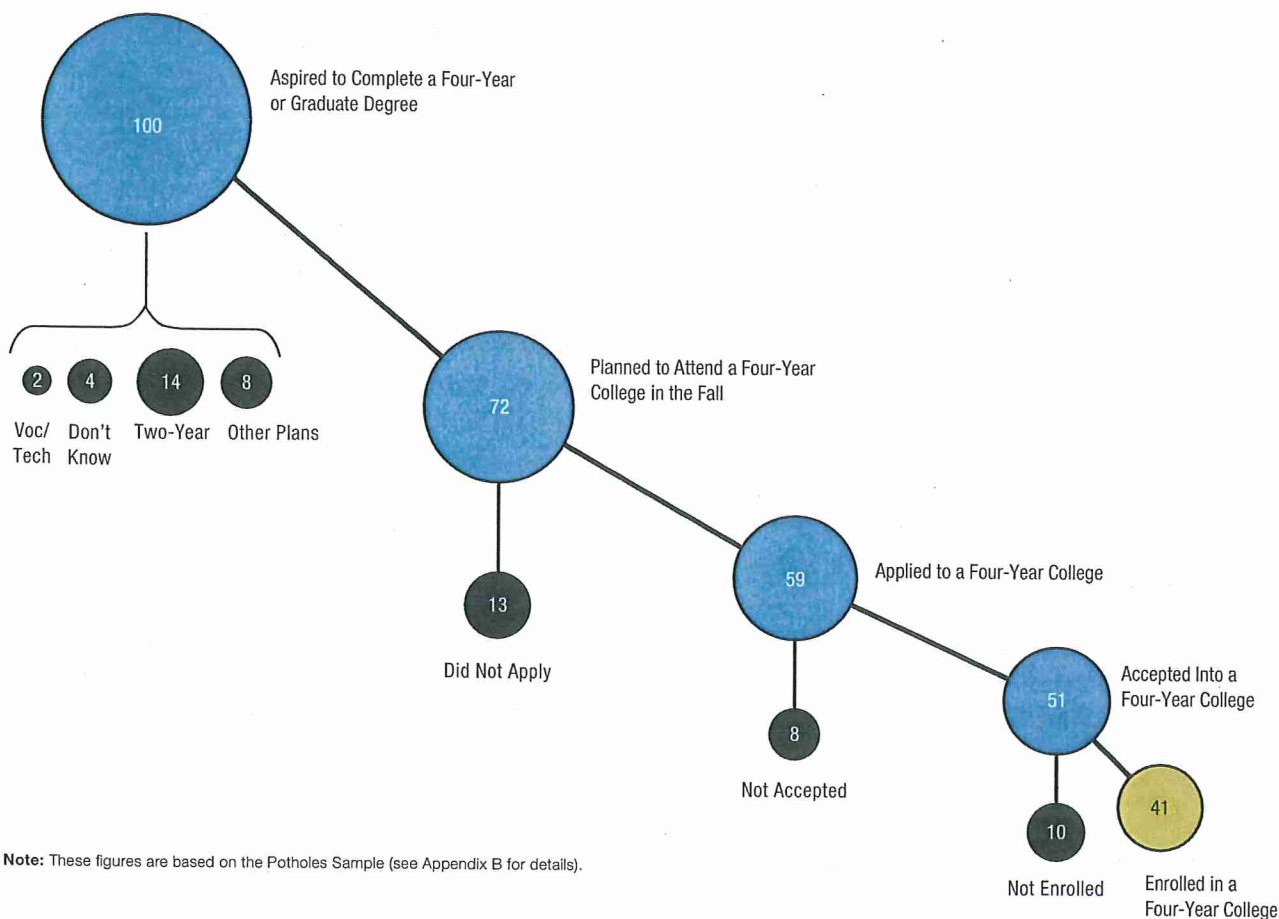 100
Aspired to Complete a Four-Year
or Graduate Degree
2
4
14
8
Voc/
Tech
Don't
Know
Two-Year
Other Plans
72
Planned to Attend a Four-Year
College in the Fall
13
Did Not Apply
59
Applied to a Four-Year College
8
Not Accepted
51
Accepted Into a
Four-Year College
10
Not Enrolled
41
Enrolled in a
Four-Year College
Note: These figures are based on the Potholes Sample (see Appendix B for details).